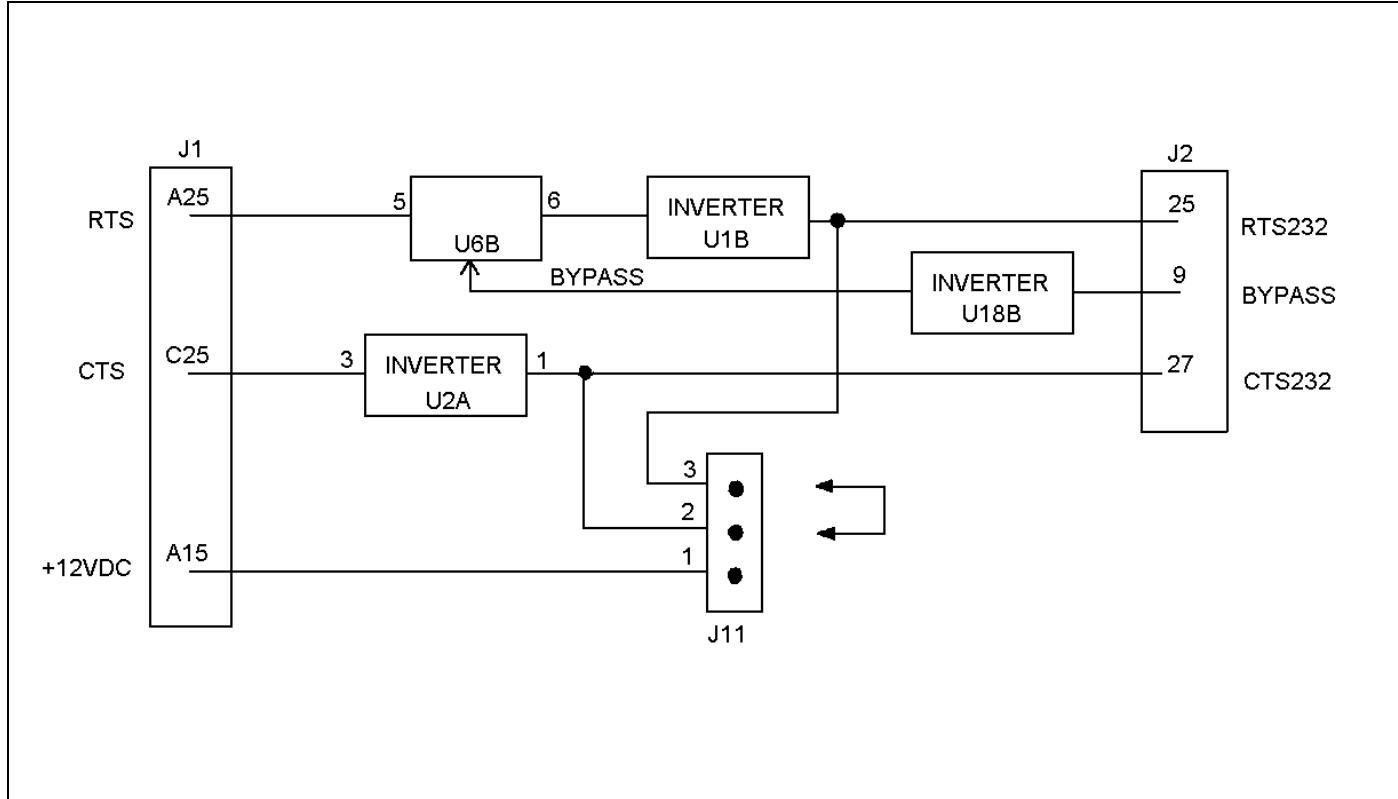 J1
J2
A25
5
6
INVERTER
U1B
25
RTS
U6B
RTS232
BYPASS
INVERTER
U18B
9
BYPASS
C25
3
INVERTER
U2A
1
27
CTS
CTS232
3
2
A15
1
+12VDC
J11